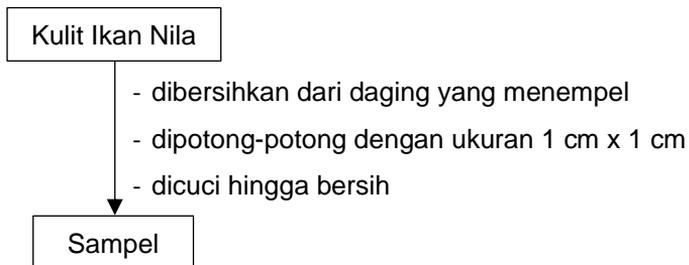 Kulit Ikan Nila
- dibersihkan dari daging yang menempel
- dipotong-potong dengan ukuran 1 cm x 1 cm
- dicuci hingga bersih
Sampel